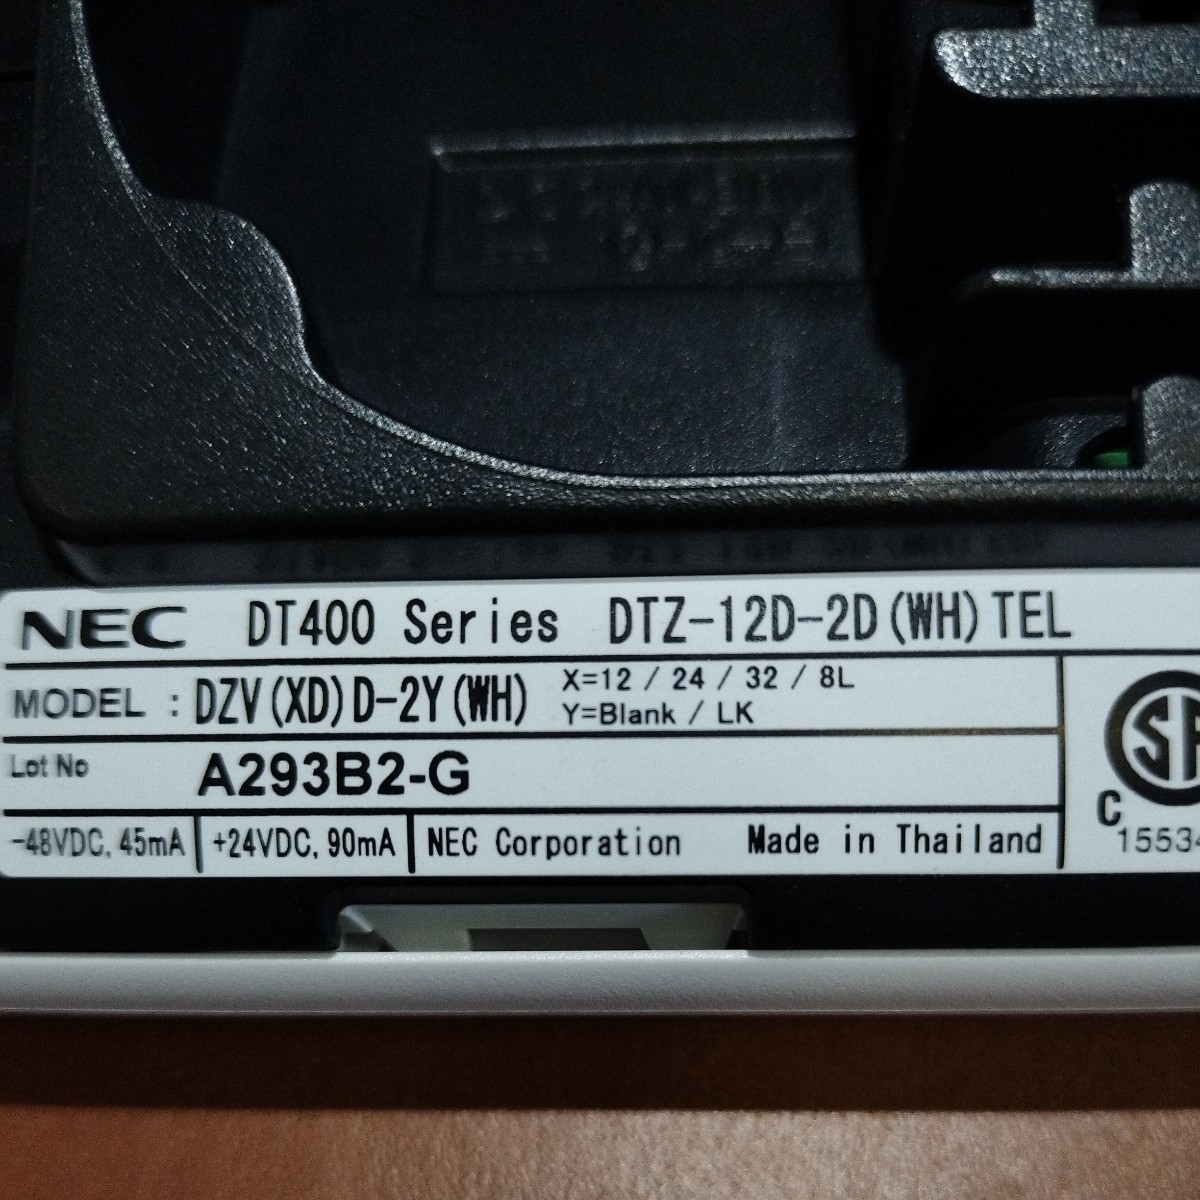 NEC DT400 Series DTZ-12D-2D(WH)TEL
MODEL : DZV(XD)D-2Y(WH) X=12 / 24 / 32 / 8L
Y=Blank / LK
Lot No A293B2-G
-48VDC, 45mA +24VDC, 90mA NEC Corporation Made in Thailand
C